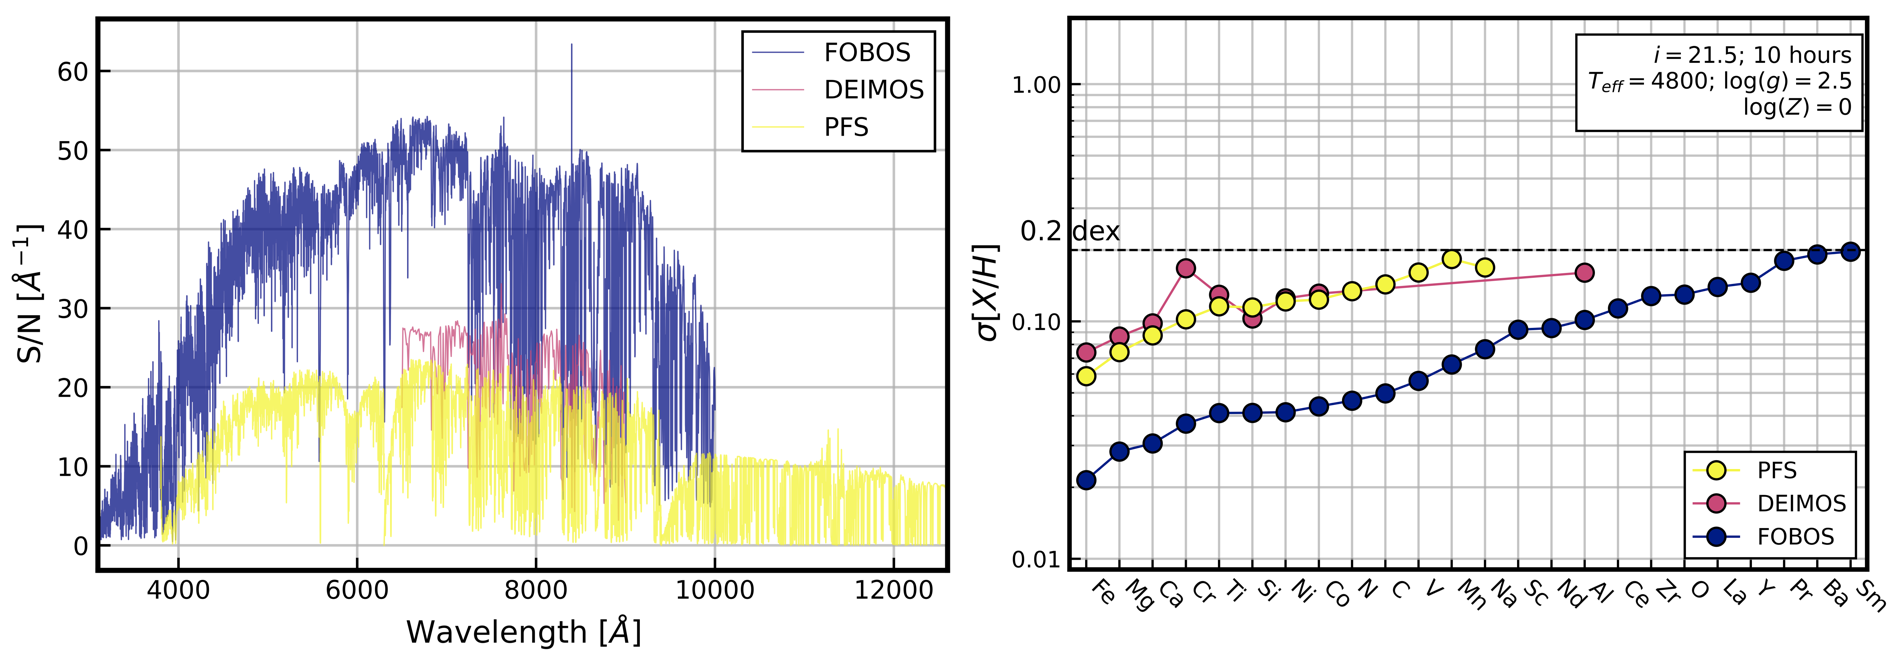 FOBOS
DEIMOS
PFS
S/N [Å⁻¹]
60
50
40
30
20
10
0
4000 6000 8000 10000 12000
Wavelength [Å]
i = 21.5; 10 hours
T_eff = 4800; log(g) = 2.5
log(Z) = 0
σ[X/H]
1.00
0.2 dex
0.10
0.01
PFS
DEIMOS
FOBOS
Fe Mg Ca Cr Ti Si Ni Co N C V Mn Na Sc Nd Al Ce Zr O La Y Pr Ba Sm